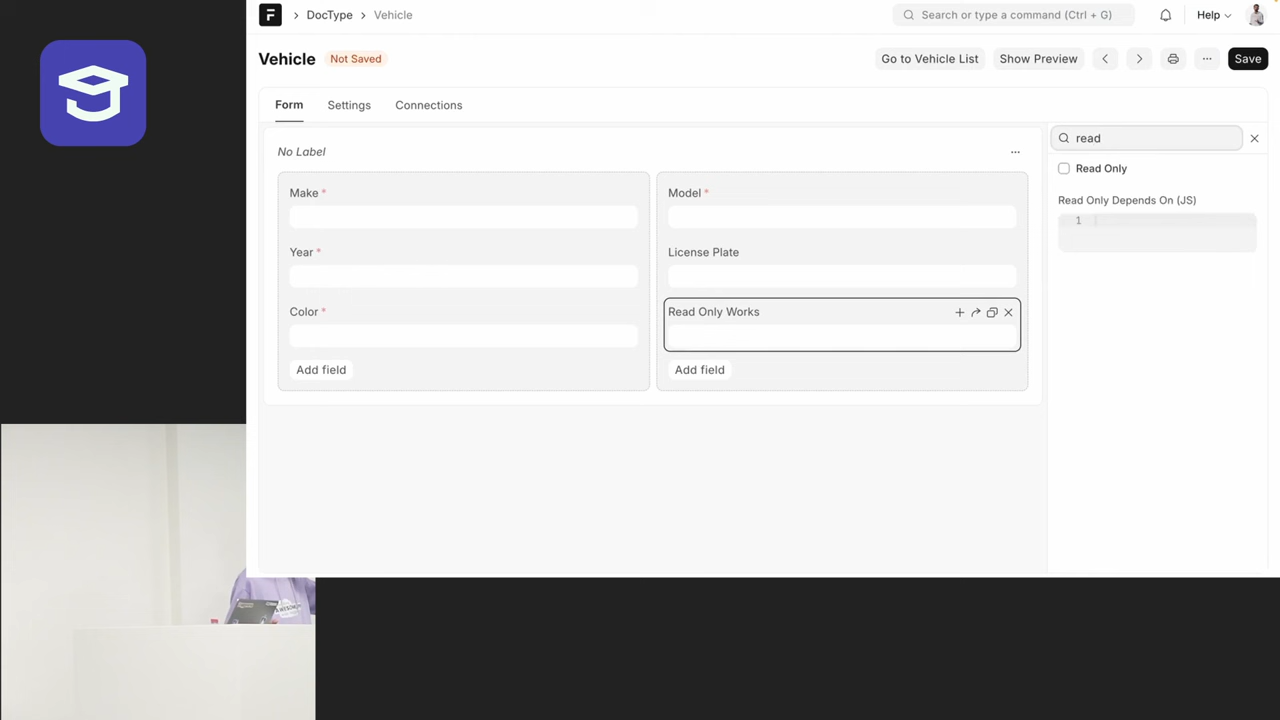 DocType
Vehicle
Search or type a command (Ctrl + G)
Help
Vehicle
Not Saved
Go to Vehicle List
Show Preview
Save
Form
Settings
Connections
read
No Label
Read Only
Make *
Model *
Read Only Depends On (JS)
1
Year *
License Plate
Color *
Read Only Works
Add field
Add field